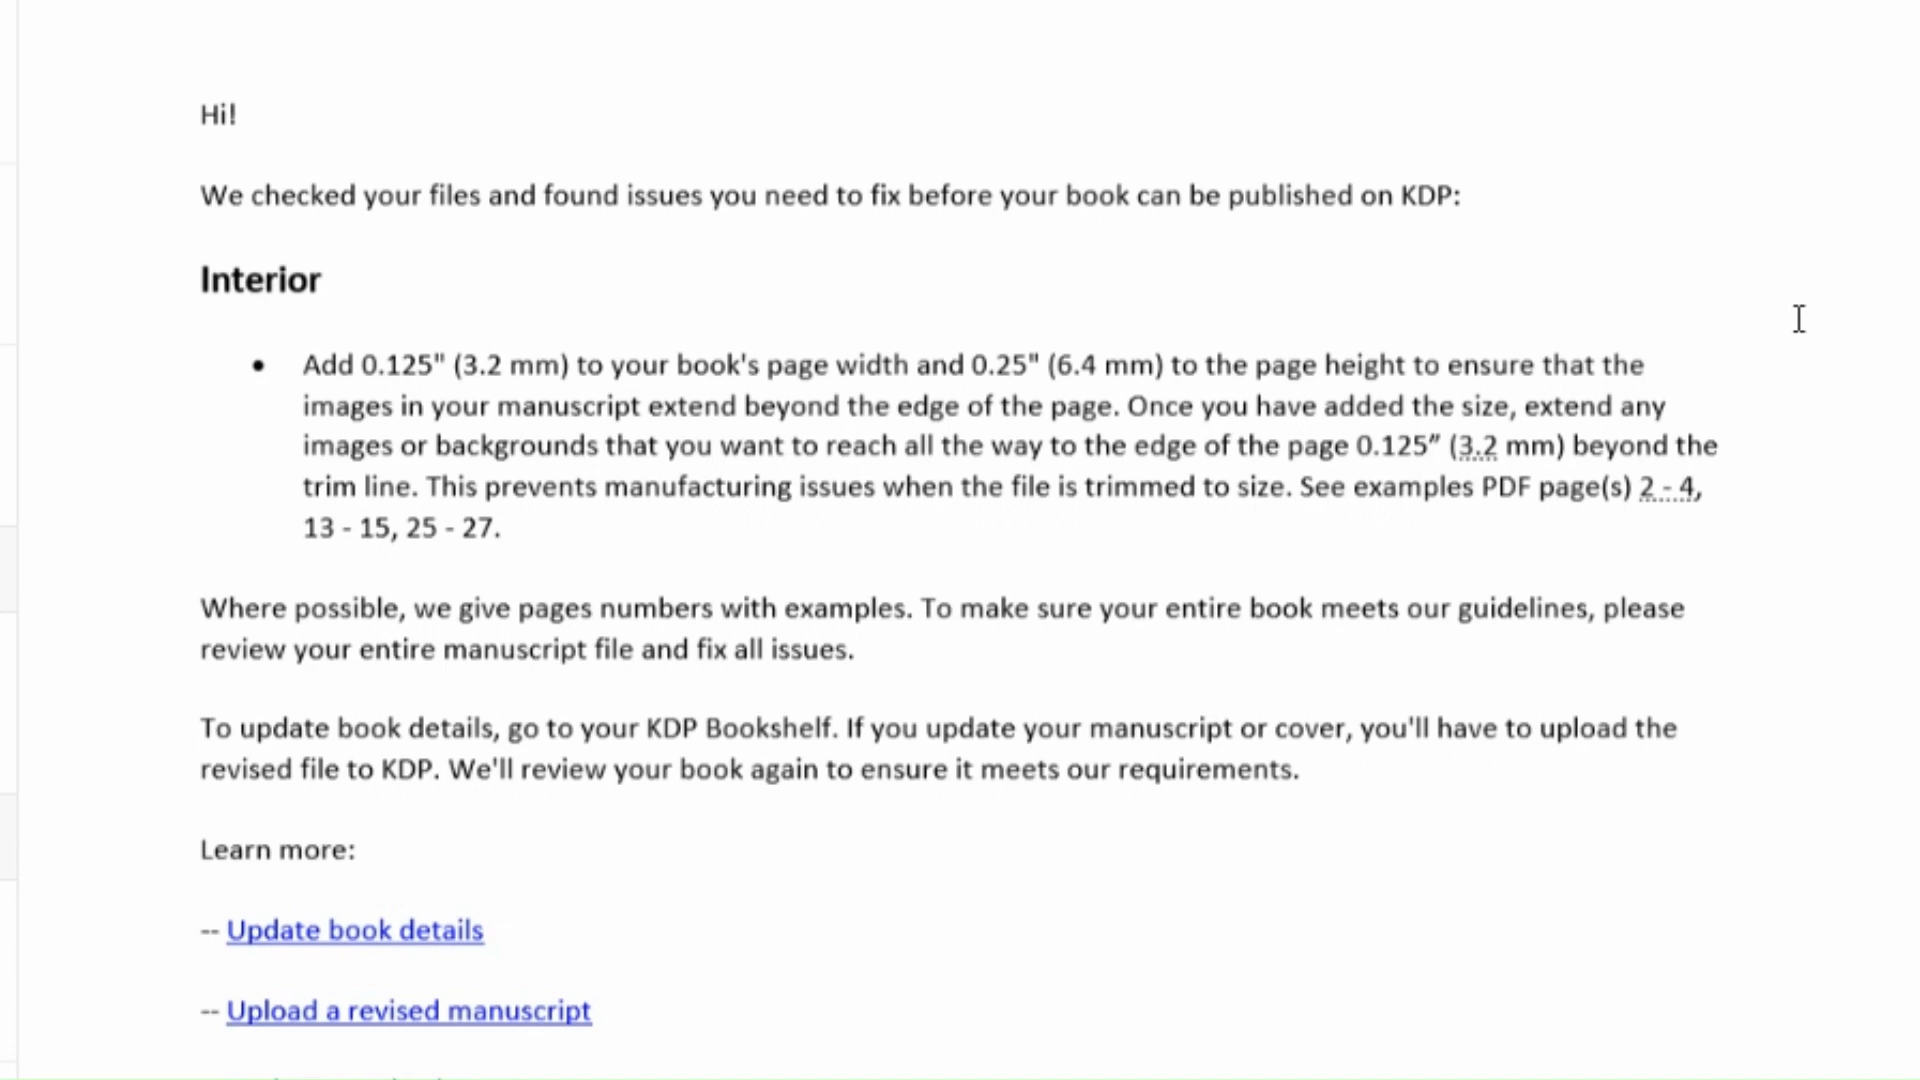 Hi!
We checked your files and found issues you need to fix before your book can be published on KDP:
Interior
• Add 0.125" (3.2 mm) to your book's page width and 0.25" (6.4 mm) to the page height to ensure that the
images in your manuscript extend beyond the edge of the page. Once you have added the size, extend any
images or backgrounds that you want to reach all the way to the edge of the page 0.125” (3.2 mm) beyond the
trim line. This prevents manufacturing issues when the file is trimmed to size. See examples PDF page(s) 2 - 4,
13 - 15, 25 - 27.
Where possible, we give pages numbers with examples. To make sure your entire book meets our guidelines, please
review your entire manuscript file and fix all issues.
To update book details, go to your KDP Bookshelf. If you update your manuscript or cover, you'll have to upload the
revised file to KDP. We'll review your book again to ensure it meets our requirements.
Learn more:
-- Update book details
-- Upload a revised manuscript